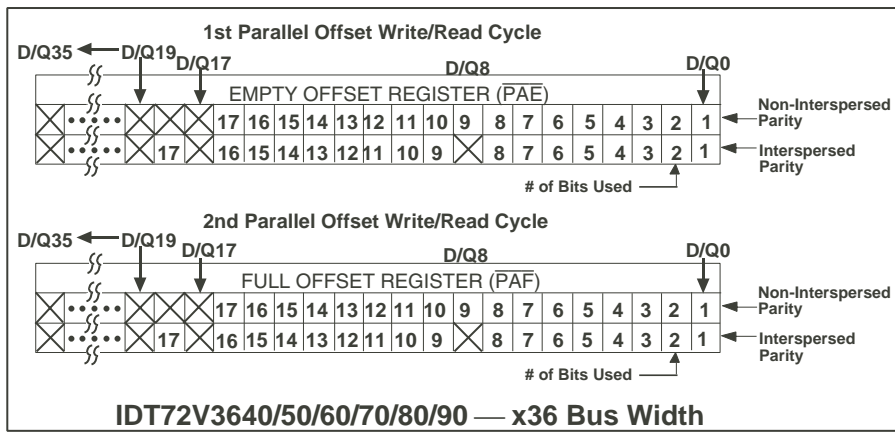 1st Parallel Offset Write/Read Cycle
D/Q35 D/Q19
D/Q17 D/Q8 D/Q0
EMPTY OFFSET REGISTER (PAE)
17 16 15 14 13 12 11 10 9 8 7 6 5 4 3 2 1 Non-Interspersed Parity
17 16 15 14 13 12 11 10 9 8 7 6 5 4 3 2 1 Interspersed Parity
# of Bits Used
2nd Parallel Offset Write/Read Cycle
D/Q35 D/Q19
D/Q17 D/Q8 D/Q0
FULL OFFSET REGISTER (PAF)
17 16 15 14 13 12 11 10 9 8 7 6 5 4 3 2 1 Non-Interspersed Parity
17 16 15 14 13 12 11 10 9 8 7 6 5 4 3 2 1 Interspersed Parity
# of Bits Used
IDT72V3640/50/60/70/80/90 — x36 Bus Width